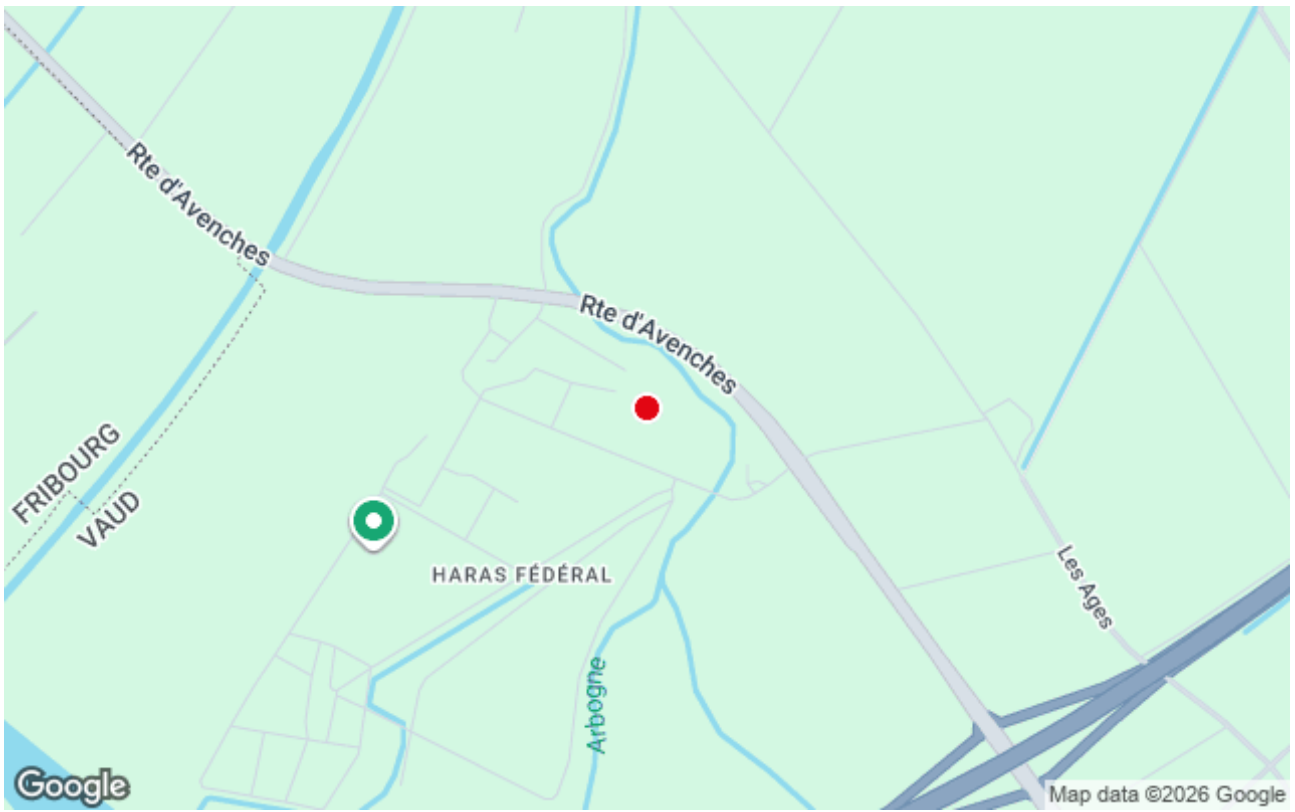 Rte d'Avenches
Rte d'Avenches
FRIBOURG
VAUD
HARAS FÉDÉRAL
Les Ages
Arbogne
Google
Map data ©2026 Google